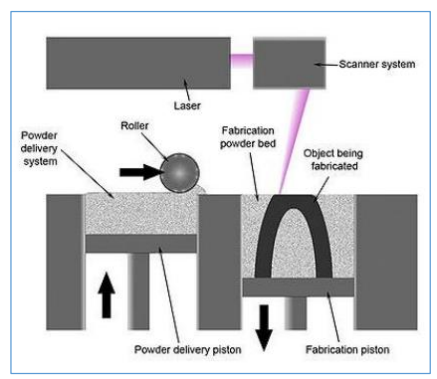 Scanner system
Laser
Roller
Powder
delivery
system
Fabrication
powder bed
Object being
fabricated
Powder delivery piston
Fabrication piston